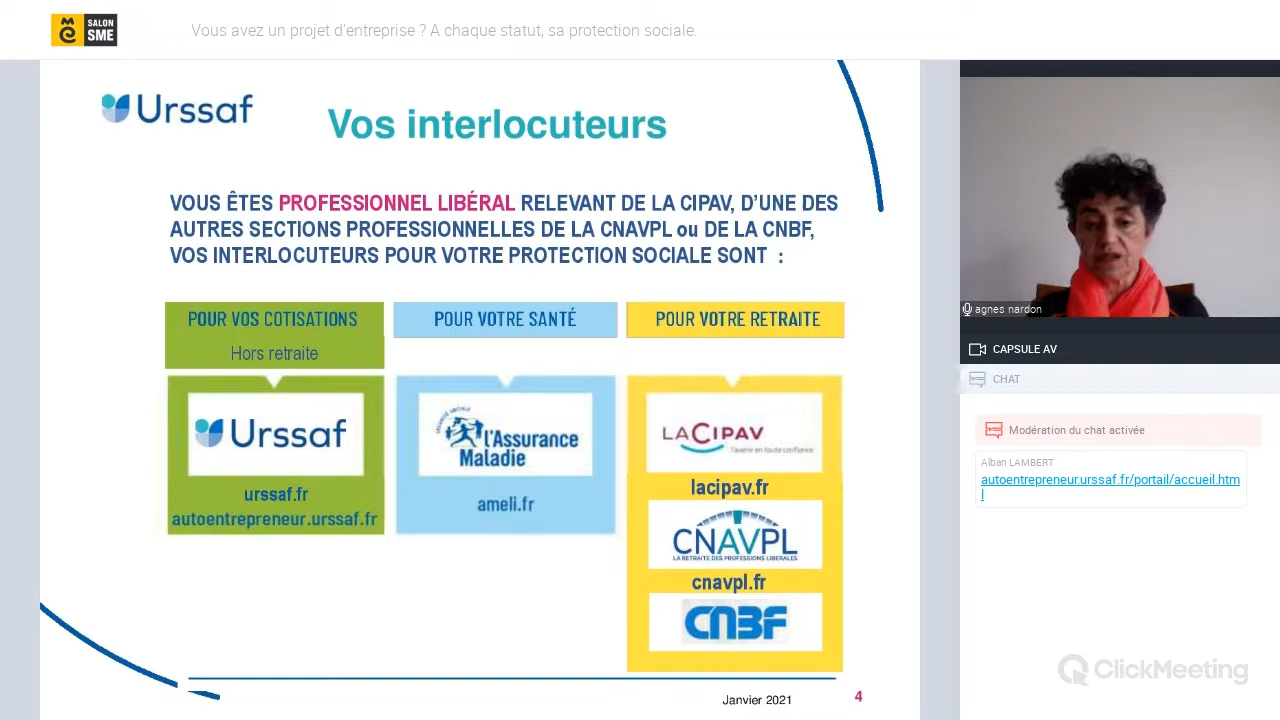 SALON
SME
Vous avez un projet d'entreprise ? A chaque statut, sa protection sociale.
Urssaf
Vos interlocuteurs
VOUS ÊTES PROFESSIONNEL LIBÉRAL RELEVANT DE LA CIPAV, D'UNE DES
AUTRES SECTIONS PROFESSIONNELLES DE LA CNAVPL ou DE LA CNBF,
VOS INTERLOCUTEURS POUR VOTRE PROTECTION SOCIALE SONT :
POUR VOS COTISATIONS
Hors retraite
Urssaf
urssaf.fr
autoentrepreneur.urssaf.fr
POUR VOTRE SANTÉ
l'Assurance
Maladie
ameli.fr
POUR VOTRE RETRAITE
LACIPAV
l'avenir en toute confiance
lacipav.fr
CNAVPL
LA RETRAITE DES PROFESSIONS LIBERALES
cnavpl.fr
CNBF
Janvier 2021
4
agnes nardon
CAPSULE AV
CHAT
Modération du chat activée
Alban LAMBERT
autoentrepreneur.urssaf.fr/portail/accueil.htm
l
ClickMeeting